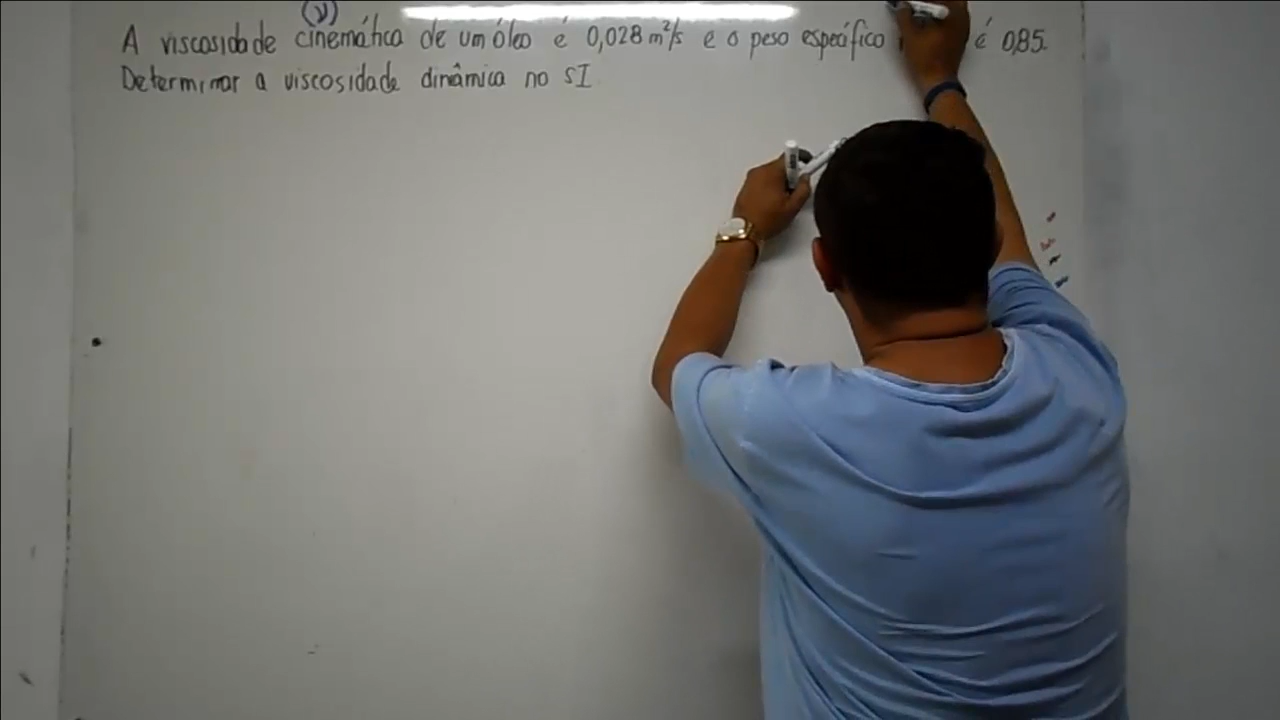 (ν)
A viscosidade cinemática de um óleo é 0,028 m²/s e o peso específico é 0,85.
Determinar a viscosidade dinâmica no SI